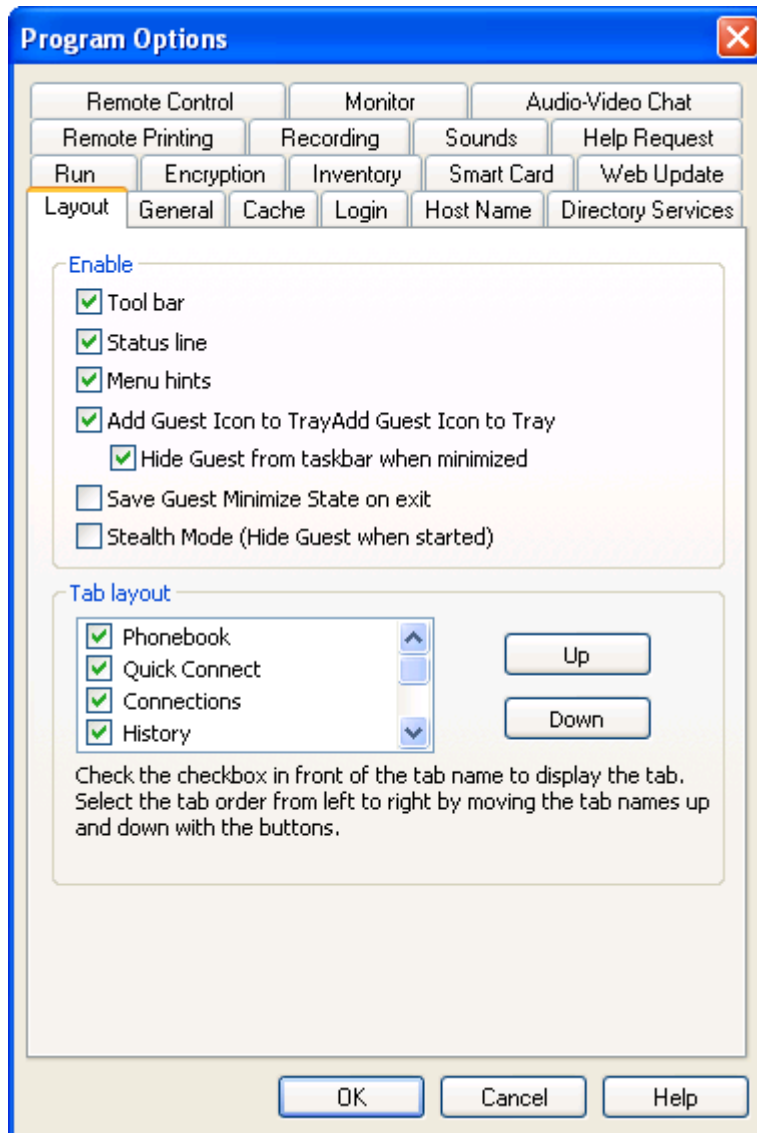 Program Options
Remote Control Monitor Audio-Video Chat
Remote Printing Recording Sounds Help Request
Run Encryption Inventory Smart Card Web Update
Layout General Cache Login Host Name Directory Services
Enable
Tool bar
Status line
Menu hints
Add Guest Icon to TrayAdd Guest Icon to Tray
Hide Guest from taskbar when minimized
Save Guest Minimize State on exit
Stealth Mode (Hide Guest when started)
Tab layout
Phonebook
Quick Connect
Connections
History
Up
Down
Check the checkbox in front of the tab name to display the tab.
Select the tab order from left to right by moving the tab names up
and down with the buttons.
OK Cancel Help